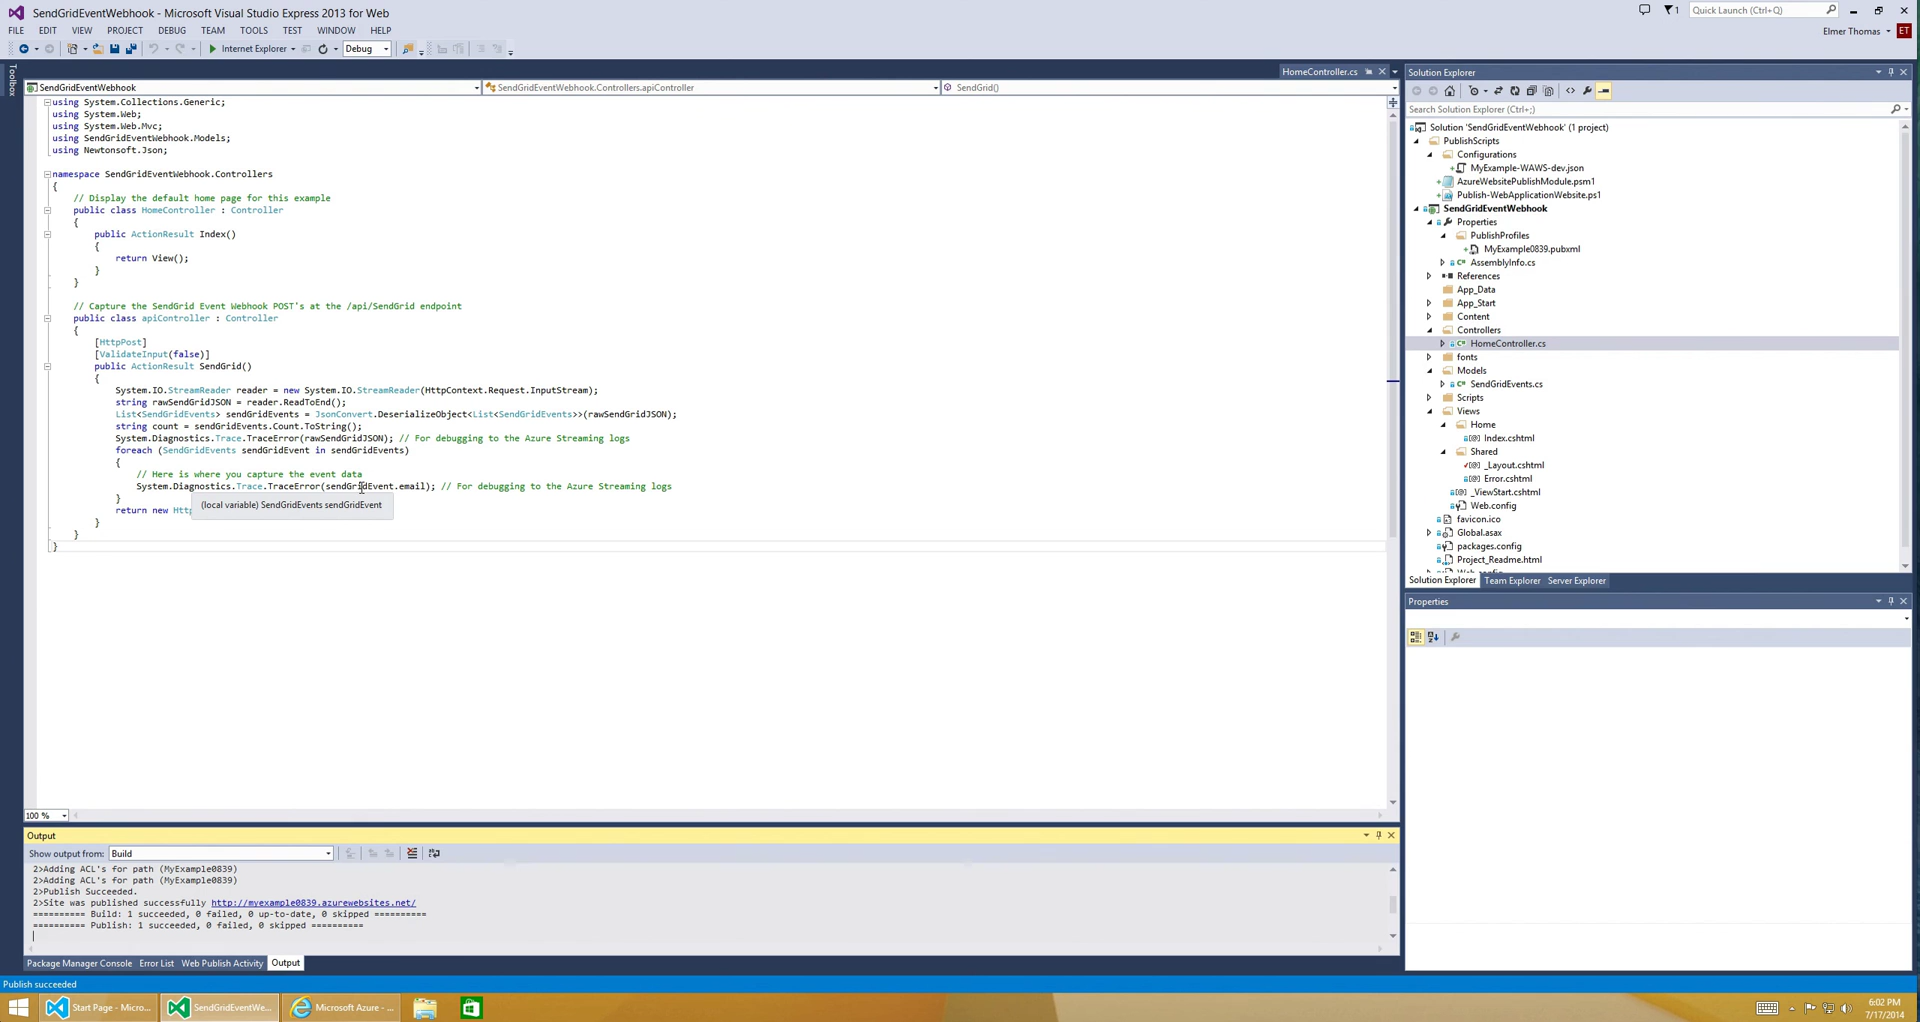 SendGridEventWebhook - Microsoft Visual Studio Express 2013 for Web
Quick Launch (Ctrl+Q)
FILE EDIT VIEW PROJECT DEBUG TEAM TOOLS TEST WINDOW HELP
Elmer Thomas ET
Internet Explorer Debug
Toolbox
HomeController.cs
SendGridEventWebhook SendGridEventWebhook.Controllers.apiController SendGrid()
using System.Collections.Generic;
using System.Web;
using System.Web.Mvc;
using SendGridEventWebhook.Models;
using Newtonsoft.Json;
namespace SendGridEventWebhook.Controllers
{
// Display the default home page for this example
public class HomeController : Controller
{
public ActionResult Index()
{
return View();
}
}
// Capture the SendGrid Event Webhook POST's at the /api/SendGrid endpoint
public class apiController : Controller
{
[HttpPost]
[ValidateInput(false)]
public ActionResult SendGrid()
{
System.IO.StreamReader reader = new System.IO.StreamReader(HttpContext.Request.InputStream);
string rawSendGridJSON = reader.ReadToEnd();
List<SendGridEvents> sendGridEvents = JsonConvert.DeserializeObject<List<SendGridEvents>>(rawSendGridJSON);
string count = sendGridEvents.Count.ToString();
System.Diagnostics.Trace.TraceError(rawSendGridJSON); // For debugging to the Azure Streaming logs
foreach (SendGridEvents sendGridEvent in sendGridEvents)
{
// Here is where you capture the event data
System.Diagnostics.Trace.TraceError(sendGridEvent.email); // For debugging to the Azure Streaming logs
}
(local variable) SendGridEvents sendGridEvent
return new Htt
}
}
}
100 %
Output
Show output from: Build
2>Adding ACL's for path (MyExample0839)
2>Adding ACL's for path (MyExample0839)
2>Publish Succeeded.
2>Site was published successfully http://myexample0839.azurewebsites.net/
========== Build: 1 succeeded, 0 failed, 0 up-to-date, 0 skipped ==========
========== Publish: 1 succeeded, 0 failed, 0 skipped ==========
Package Manager Console Error List Web Publish Activity Output
Solution Explorer
Search Solution Explorer (Ctrl+;)
Solution 'SendGridEventWebhook' (1 project)
PublishScripts
Configurations
MyExample-WAWS-dev.json
AzureWebsitePublishModule.psm1
Publish-WebApplicationWebsite.ps1
SendGridEventWebhook
Properties
PublishProfiles
MyExample0839.pubxml
AssemblyInfo.cs
References
App_Data
App_Start
Content
Controllers
HomeController.cs
fonts
Models
SendGridEvents.cs
Scripts
Views
Home
Index.cshtml
Shared
_Layout.cshtml
Error.cshtml
_ViewStart.cshtml
Web.config
favicon.ico
Global.asax
packages.config
Project_Readme.html
Web.config
Solution Explorer Team Explorer Server Explorer
Properties
Publish succeeded
Start Page - Micro... SendGridEventWe... Microsoft Azure - ...
6:02 PM
7/17/2014